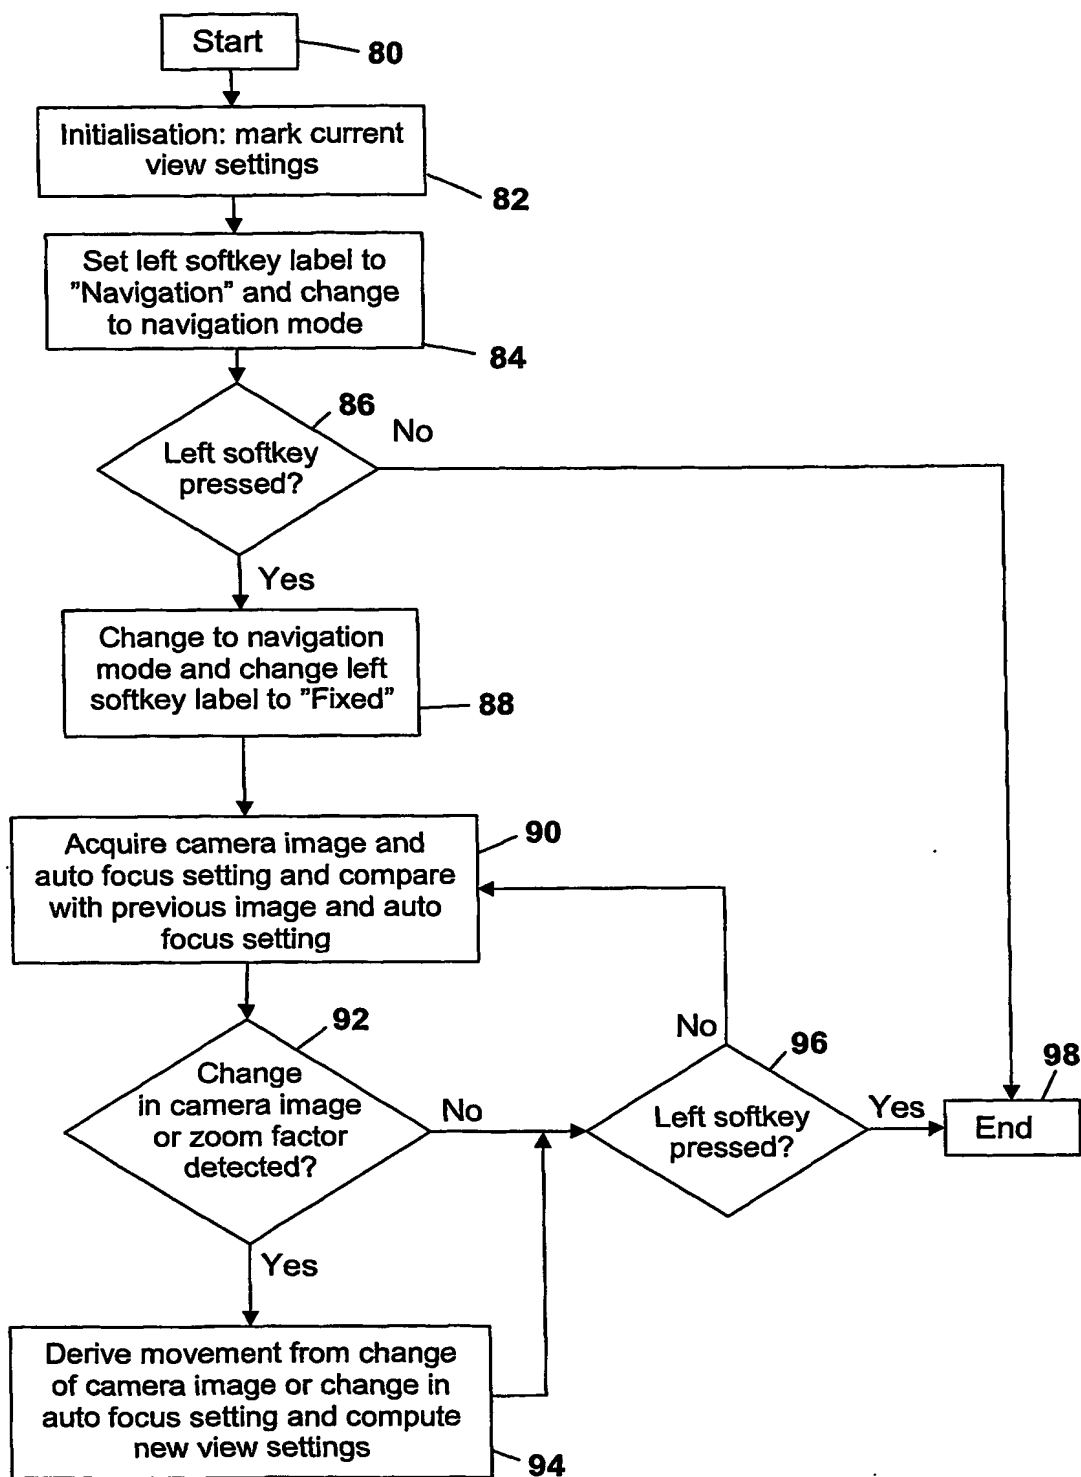 Start
80
Initialisation: mark current
view settings
82
Set left softkey label to
"Navigation" and change
to navigation mode
84
86
No
Left softkey
pressed?
Yes
Change to navigation
mode and change left
softkey label to "Fixed"
88
Acquire camera image and
auto focus setting and compare
with previous image and auto
focus setting
90
92
Change
in camera image
or zoom factor
detected?
No
Yes
No
96
Left softkey
pressed?
Yes
98
End
Derive movement from change
of camera image or change in
auto focus setting and compute
new view settings
94